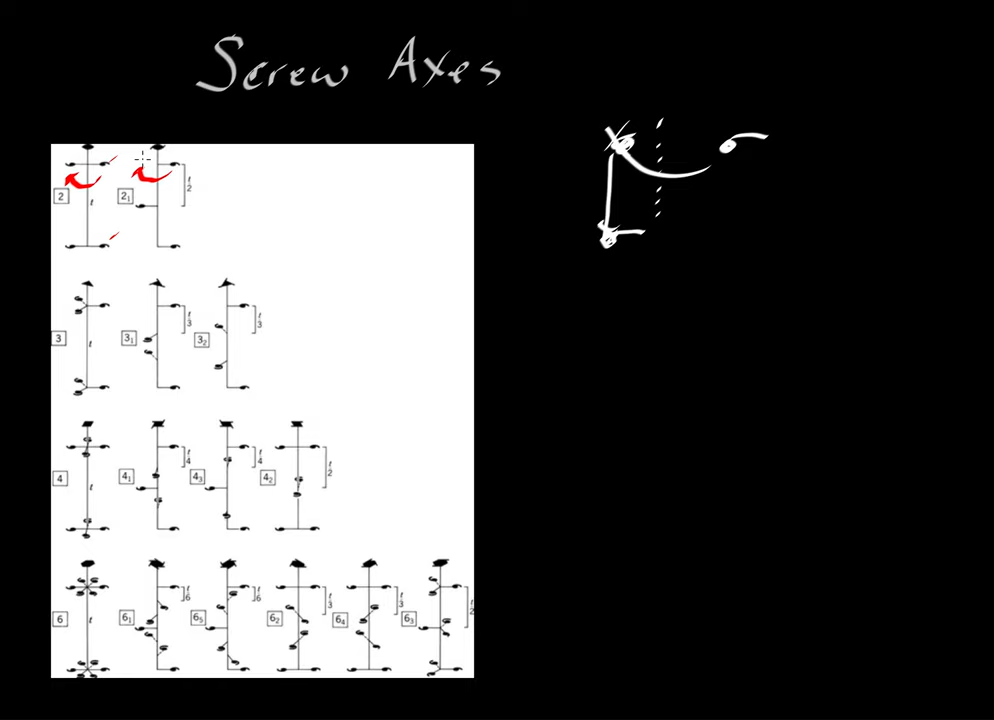 Screw Axes
2 t 2₁ t/2
3 t 3₁ t/3 3₂ t/3
4 t 4₁ t/4 4₃ t/4 4₂ t/2
6 t 6₁ t/6 6₅ t/6 6₂ t/3 6₄ t/3 6₃ t/2